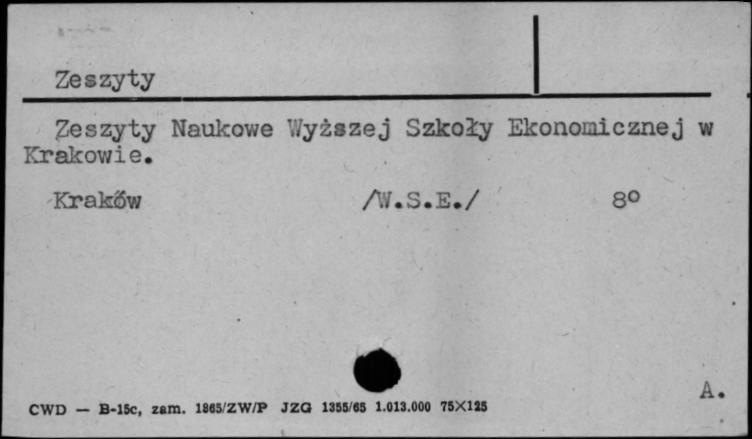 Zeszyty
Zeszyty Naukowe Wyższej Szkoły Ekonomicznej w
Krakowie.
Kraków /W.S.E./ 8º
A.
CWD — B-15c, zam. 1865/ZW/P JZG 1355/65 1.013.000 75X125